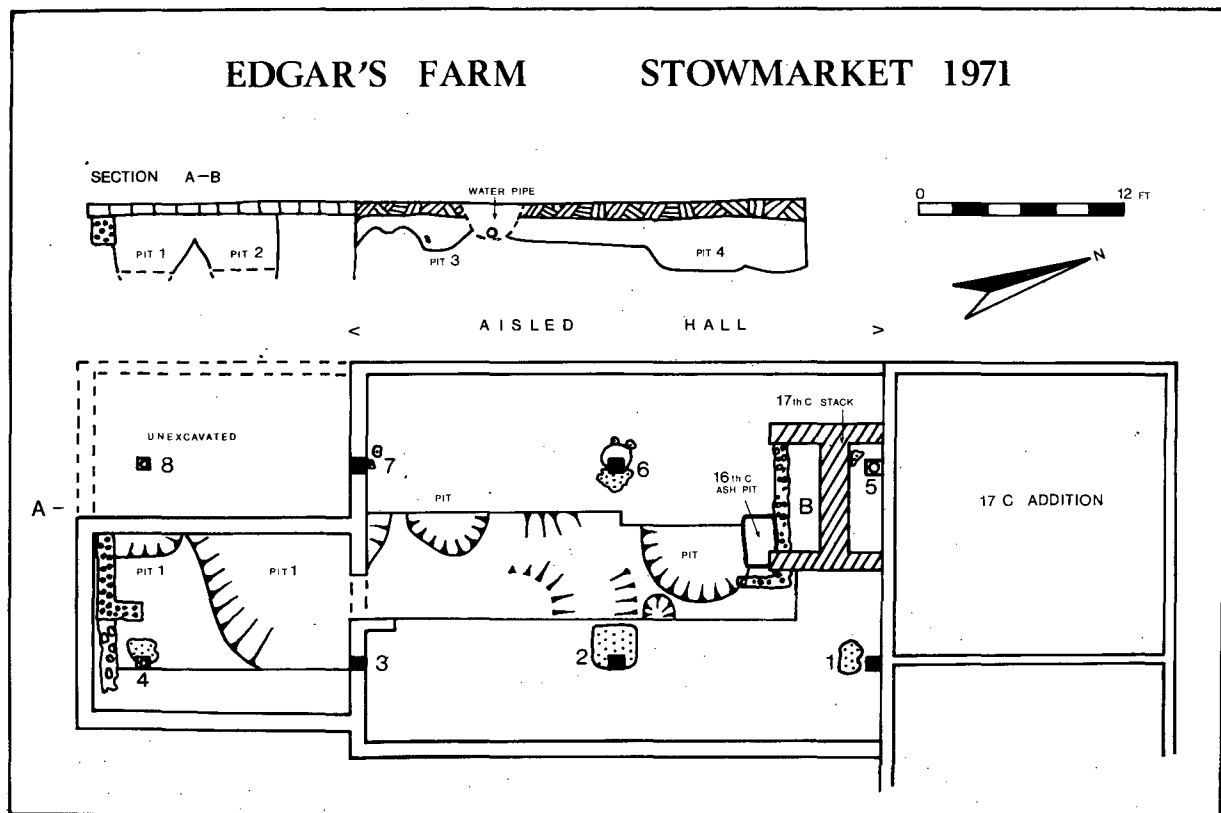 EDGAR'S FARM STOWMARKET 1971
SECTION A-B
WATER PIPE
0 12 FT
PIT 1 PIT 2 PIT 3 PIT 4
N
< AISLED HALL >
17th C STACK
UNEXCAVATED
8 7 6 5
16th C
ASH PIT
A - PIT B 17 C ADDITION
PIT
PIT 1 PIT 1
4 3 2 1